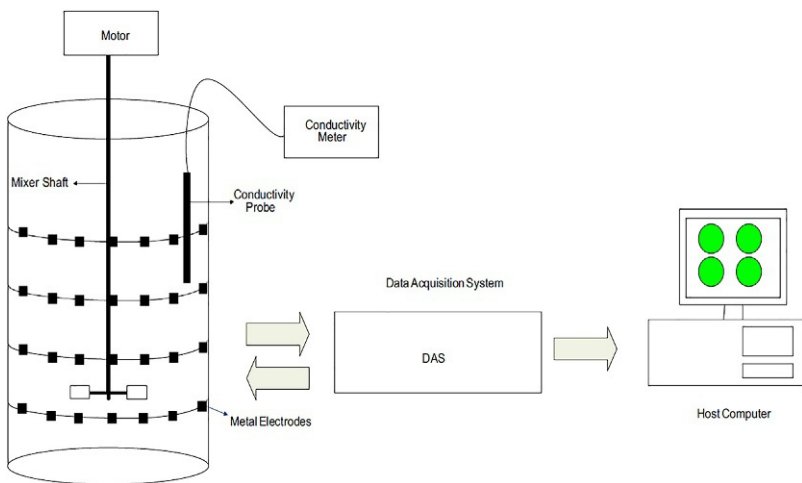 Motor
Conductivity
Meter
Mixer Shaft
Conductivity
Probe
Data Acquisition System
DAS
Metal Electrodes
Host Computer